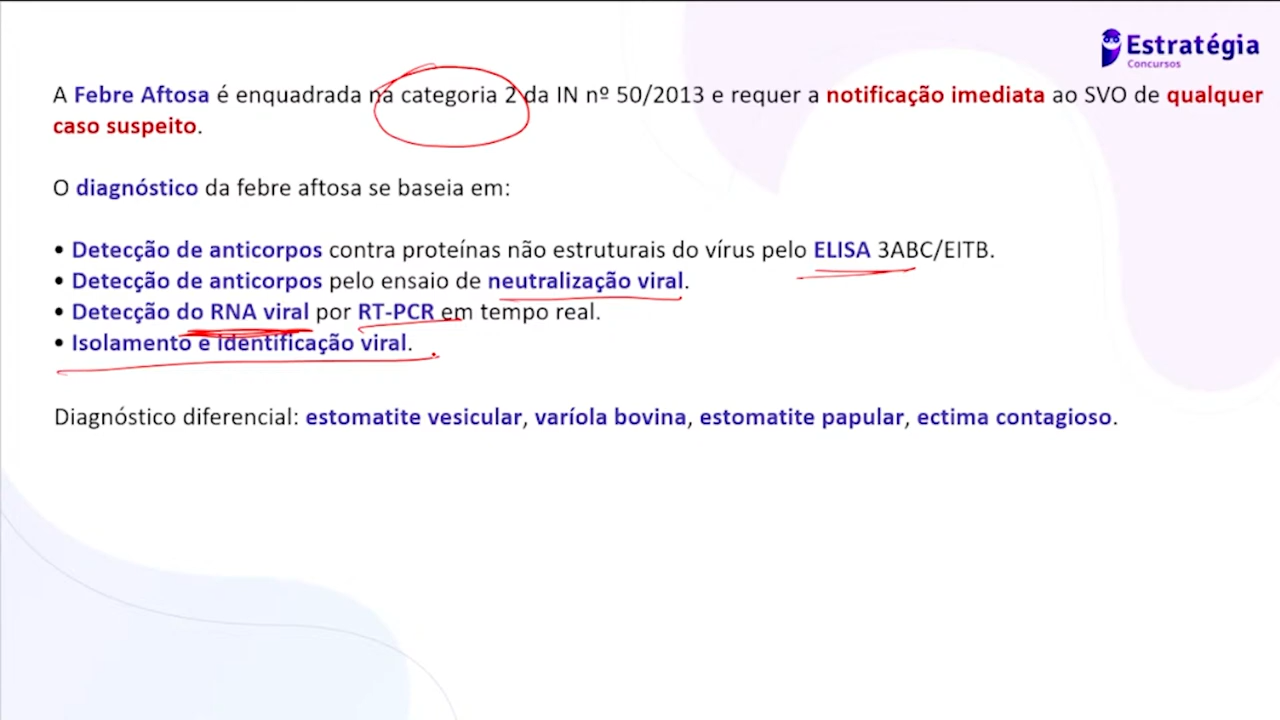 Estratégia
Concursos
A Febre Aftosa é enquadrada na categoria 2 da IN nº 50/2013 e requer a notificação imediata ao SVO de qualquer
caso suspeito.
O diagnóstico da febre aftosa se baseia em:
• Detecção de anticorpos contra proteínas não estruturais do vírus pelo ELISA 3ABC/EITB.
• Detecção de anticorpos pelo ensaio de neutralização viral.
• Detecção do RNA viral por RT-PCR em tempo real.
• Isolamento e identificação viral.
Diagnóstico diferencial: estomatite vesicular, varíola bovina, estomatite papular, ectima contagioso.